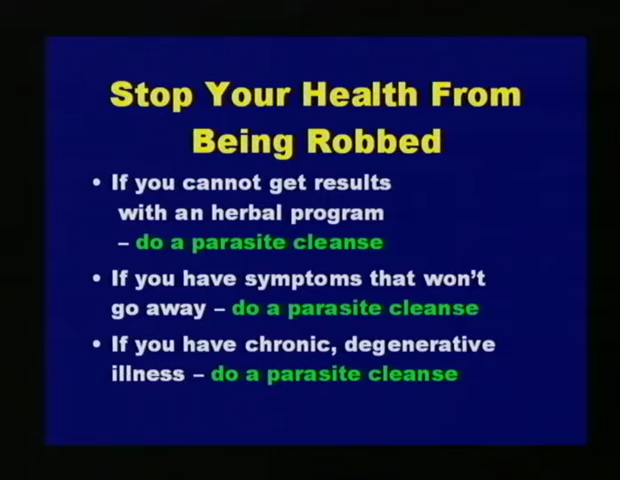 Stop Your Health From
Being Robbed
• If you cannot get results
with an herbal program
– do a parasite cleanse
• If you have symptoms that won't
go away – do a parasite cleanse
• If you have chronic, degenerative
illness – do a parasite cleanse